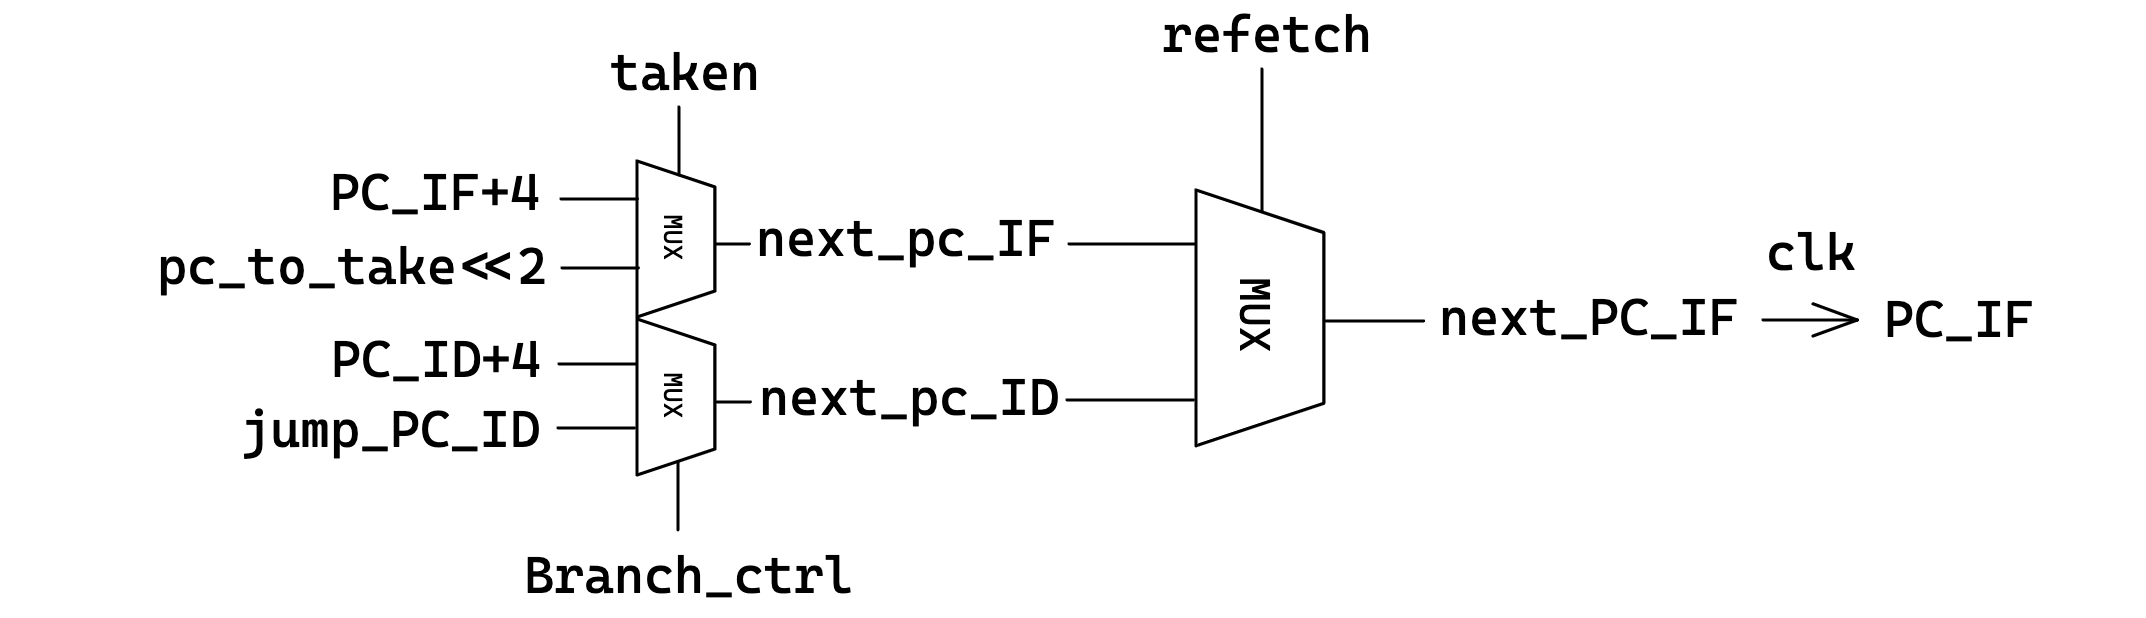 refetch
taken
PC_IF+4
MUX
next_pc_IF
pc_to_take<<2
clk
MUX
next_PC_IF
PC_IF
PC_ID+4
MUX
next_pc_ID
jump_PC_ID
Branch_ctrl